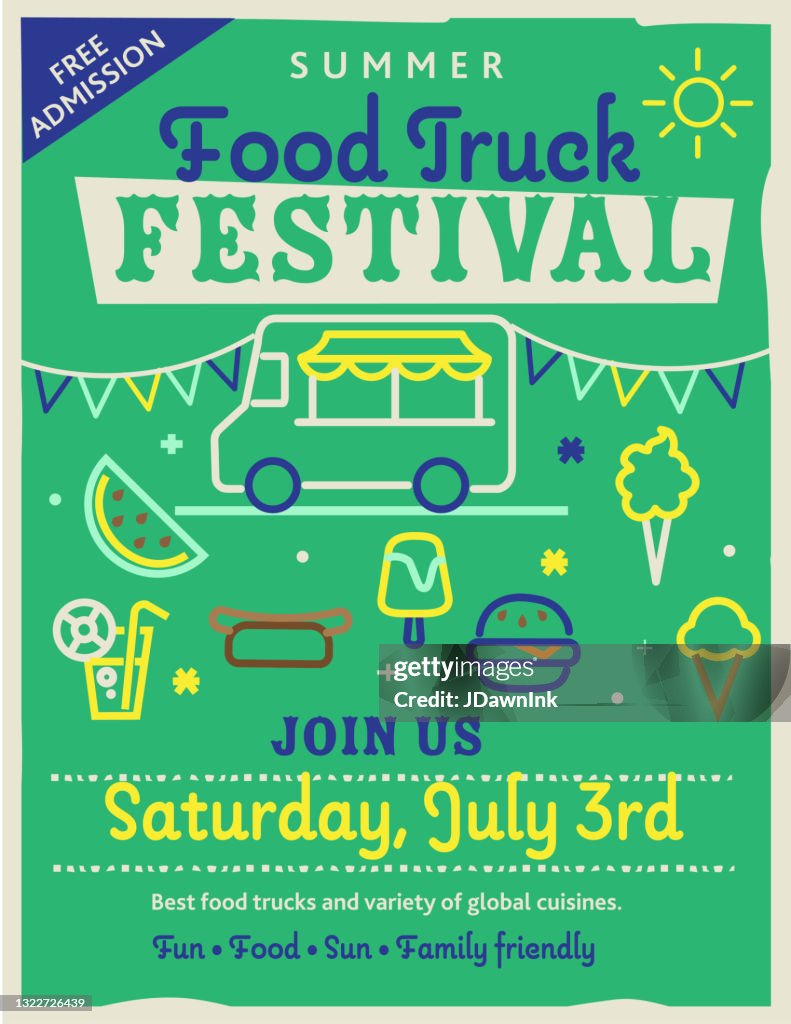 FREE
ADMISSION
SUMMER
Food Truck
FESTIVAL
gettyimages
Credit: JDawnInk
JOIN US
Saturday, July 3rd
Best food trucks and variety of global cuisines.
Fun • Food • Sun • Family friendly
1322726439